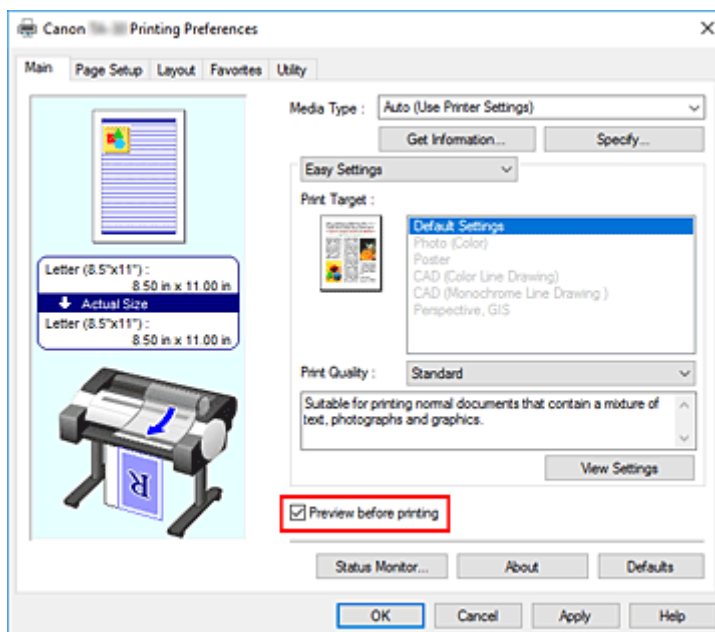 Canon Printing Preferences
Main Page Setup Layout Favorites Utility
Media Type : Auto (Use Printer Settings)
Get Information... Specify...
Easy Settings
Print Target :
Default Settings
Photo (Color)
Poster
CAD (Color Line Drawing)
CAD (Monochrome Line Drawing )
Perspective, GIS
Letter (8.5"x11") :
8.50 in x 11.00 in
Actual Size
Letter (8.5"x11") :
8.50 in x 11.00 in
R
Print Quality : Standard
Suitable for printing normal documents that contain a mixture of
text, photographs and graphics.
View Settings
Preview before printing
Status Monitor... About Defaults
OK Cancel Apply Help